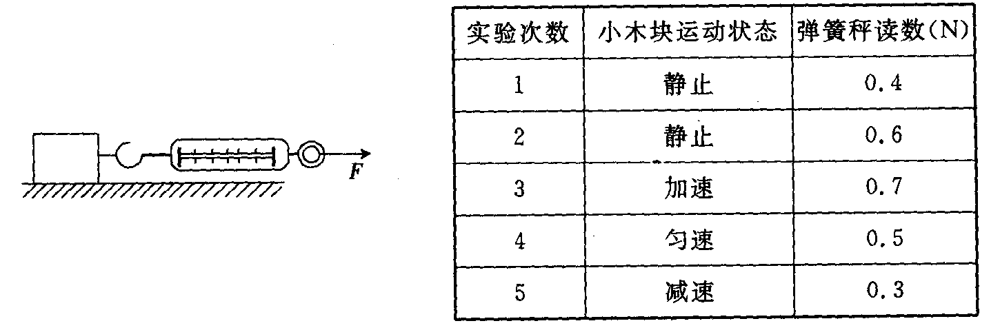 实验次数 小木块运动状态 弹簧秤读数(N)
1 静止 0.4
2 静止 0.6
3 加速 0.7
4 匀速 0.5
5 减速 0.3
F